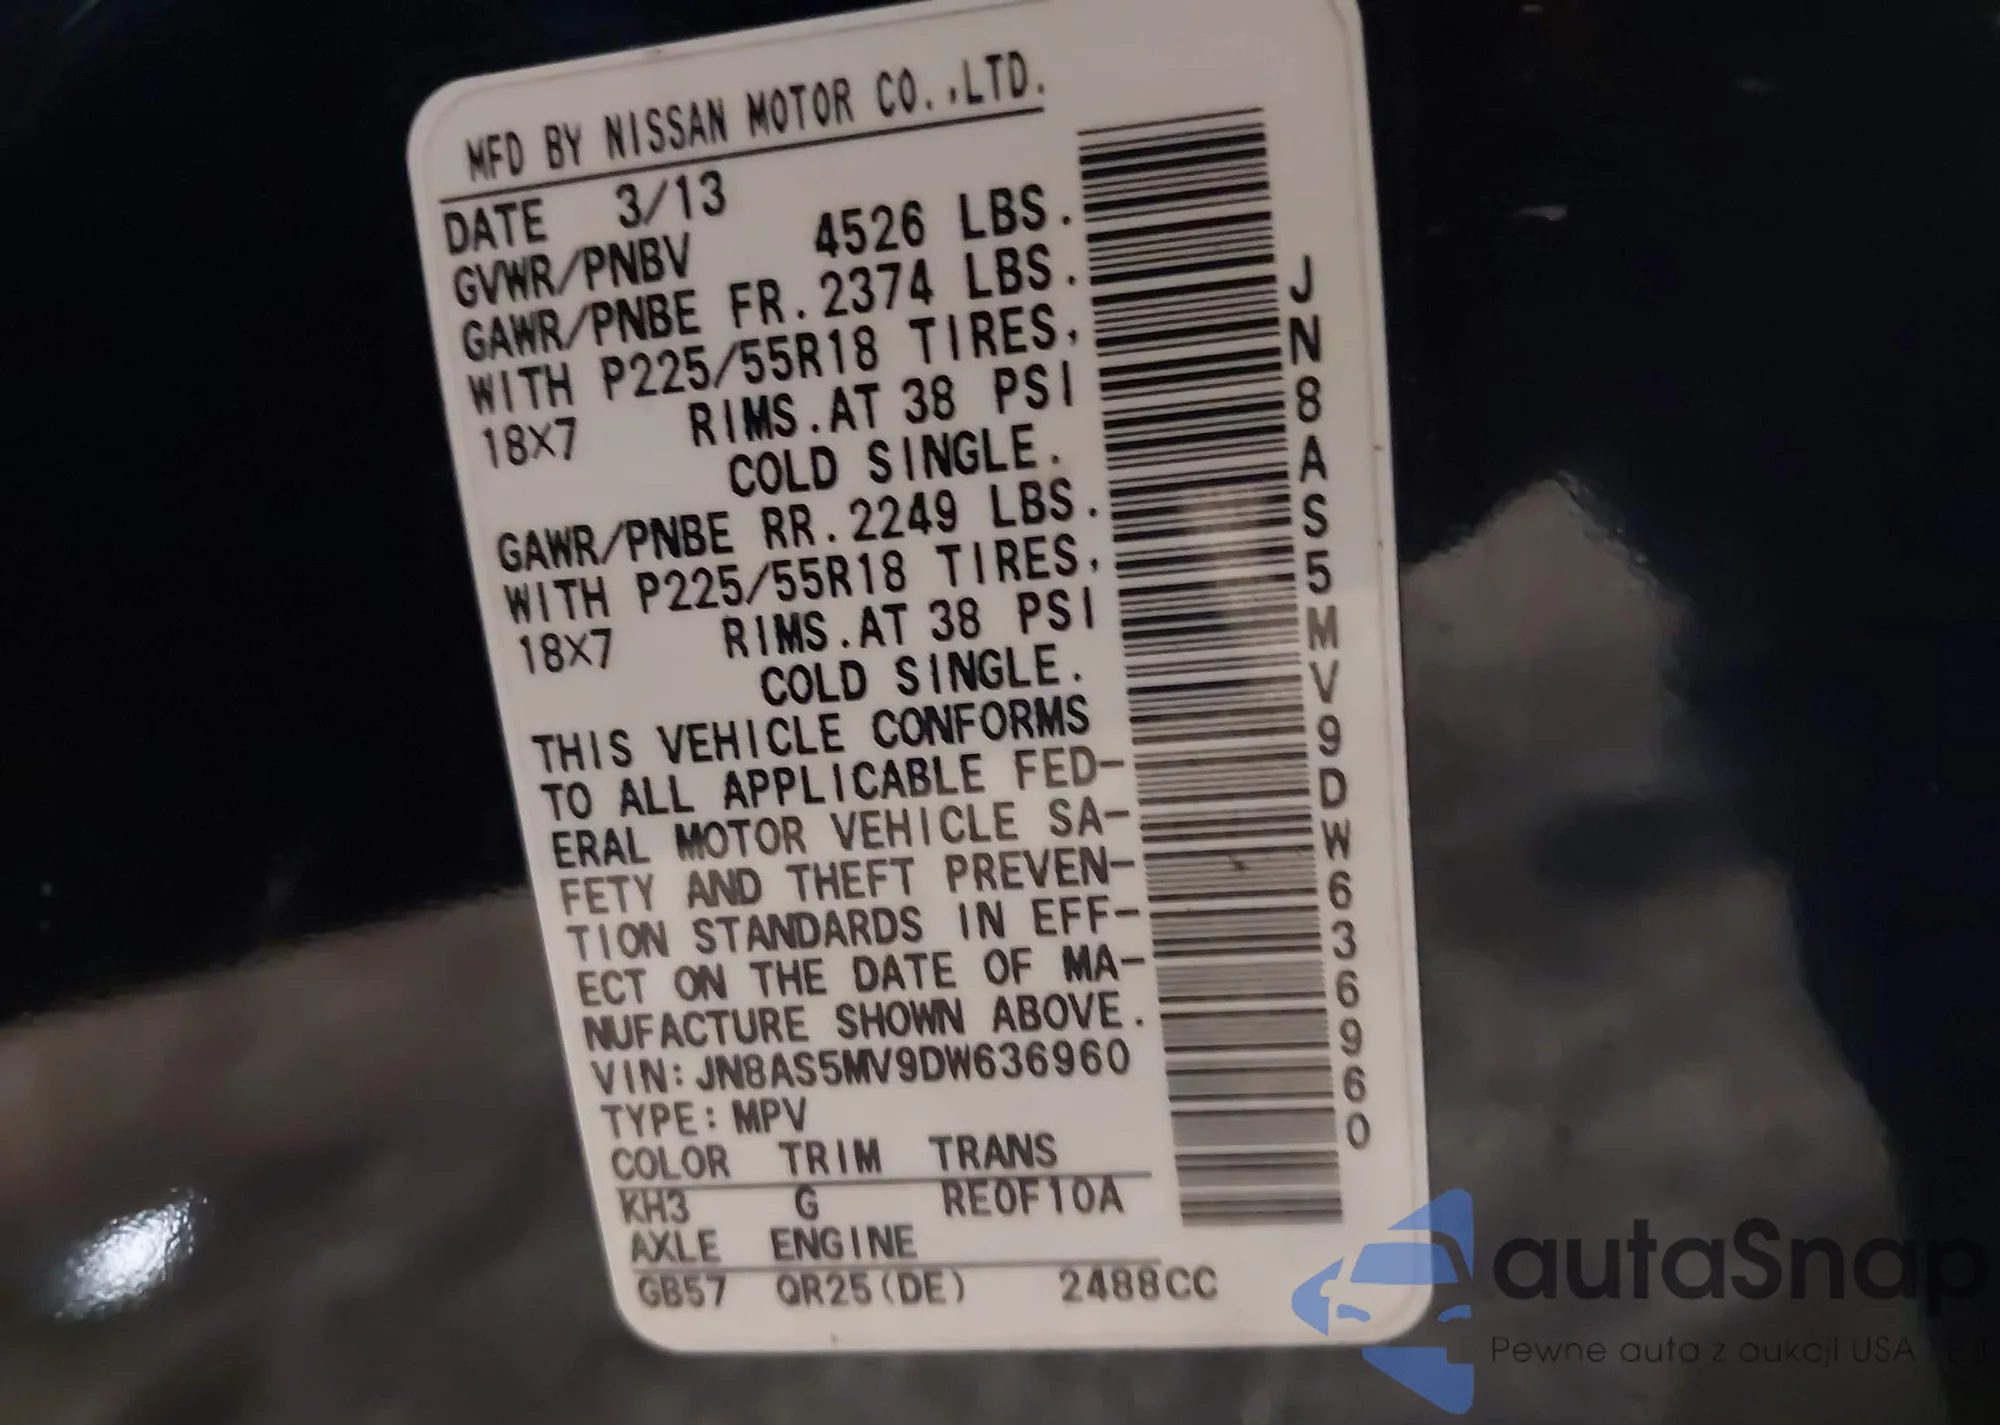 MFD BY NISSAN MOTOR CO.,LTD.
DATE 3/13
GVWR/PNBV 4526 LBS.
GAWR/PNBE FR. 2374 LBS.
WITH P225/55R18 TIRES,
18X7 RIMS.AT 38 PSI
COLD SINGLE.
GAWR/PNBE RR. 2249 LBS.
WITH P225/55R18 TIRES,
18X7 RIMS.AT 38 PSI
COLD SINGLE.
THIS VEHICLE CONFORMS
TO ALL APPLICABLE FED-
ERAL MOTOR VEHICLE SA-
FETY AND THEFT PREVEN-
TION STANDARDS IN EFF-
ECT ON THE DATE OF MA-
NUFACTURE SHOWN ABOVE.
VIN: JN8AS5MV9DW636960
TYPE: MPV
COLOR TRIM TRANS
KH3 G RE0F10A
AXLE ENGINE
GB57 QR25(DE) 2488CC
JN8AS5MV9DW636960
autaSnap
Pewne auta z aukcji USA